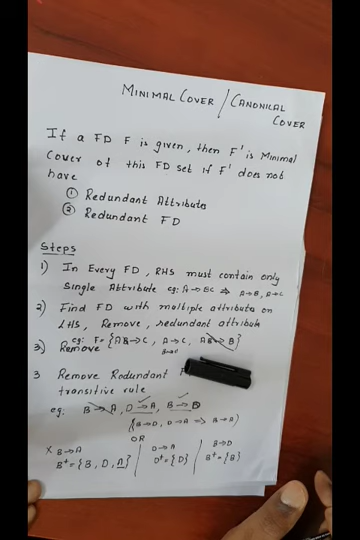 MINIMAL COVER / CANONICAL
COVER
If a FD F is given, then F' is Minimal
Cover of this FD set if F' does not
have
① Redundant Attributes
② Redundant FD
Steps
1) In Every FD, RHS must contain only
Single Attribute eg: A→BC ⇒ A→B, A→C
2) Find FD with multiple attribute on
LHS, Remove, redundant attribute
eg: F= {AB→C, A→C, AB→B}
B→C
3) Remove
3 Remove Redundant
transitive rule
eg: B→A, D→A, B→D
(B→D, D→A ⇒ B→A)
OR
X B→A | D→A | B→D
B⁺= {B, D, A} | D⁺= {D} | B⁺= {B}